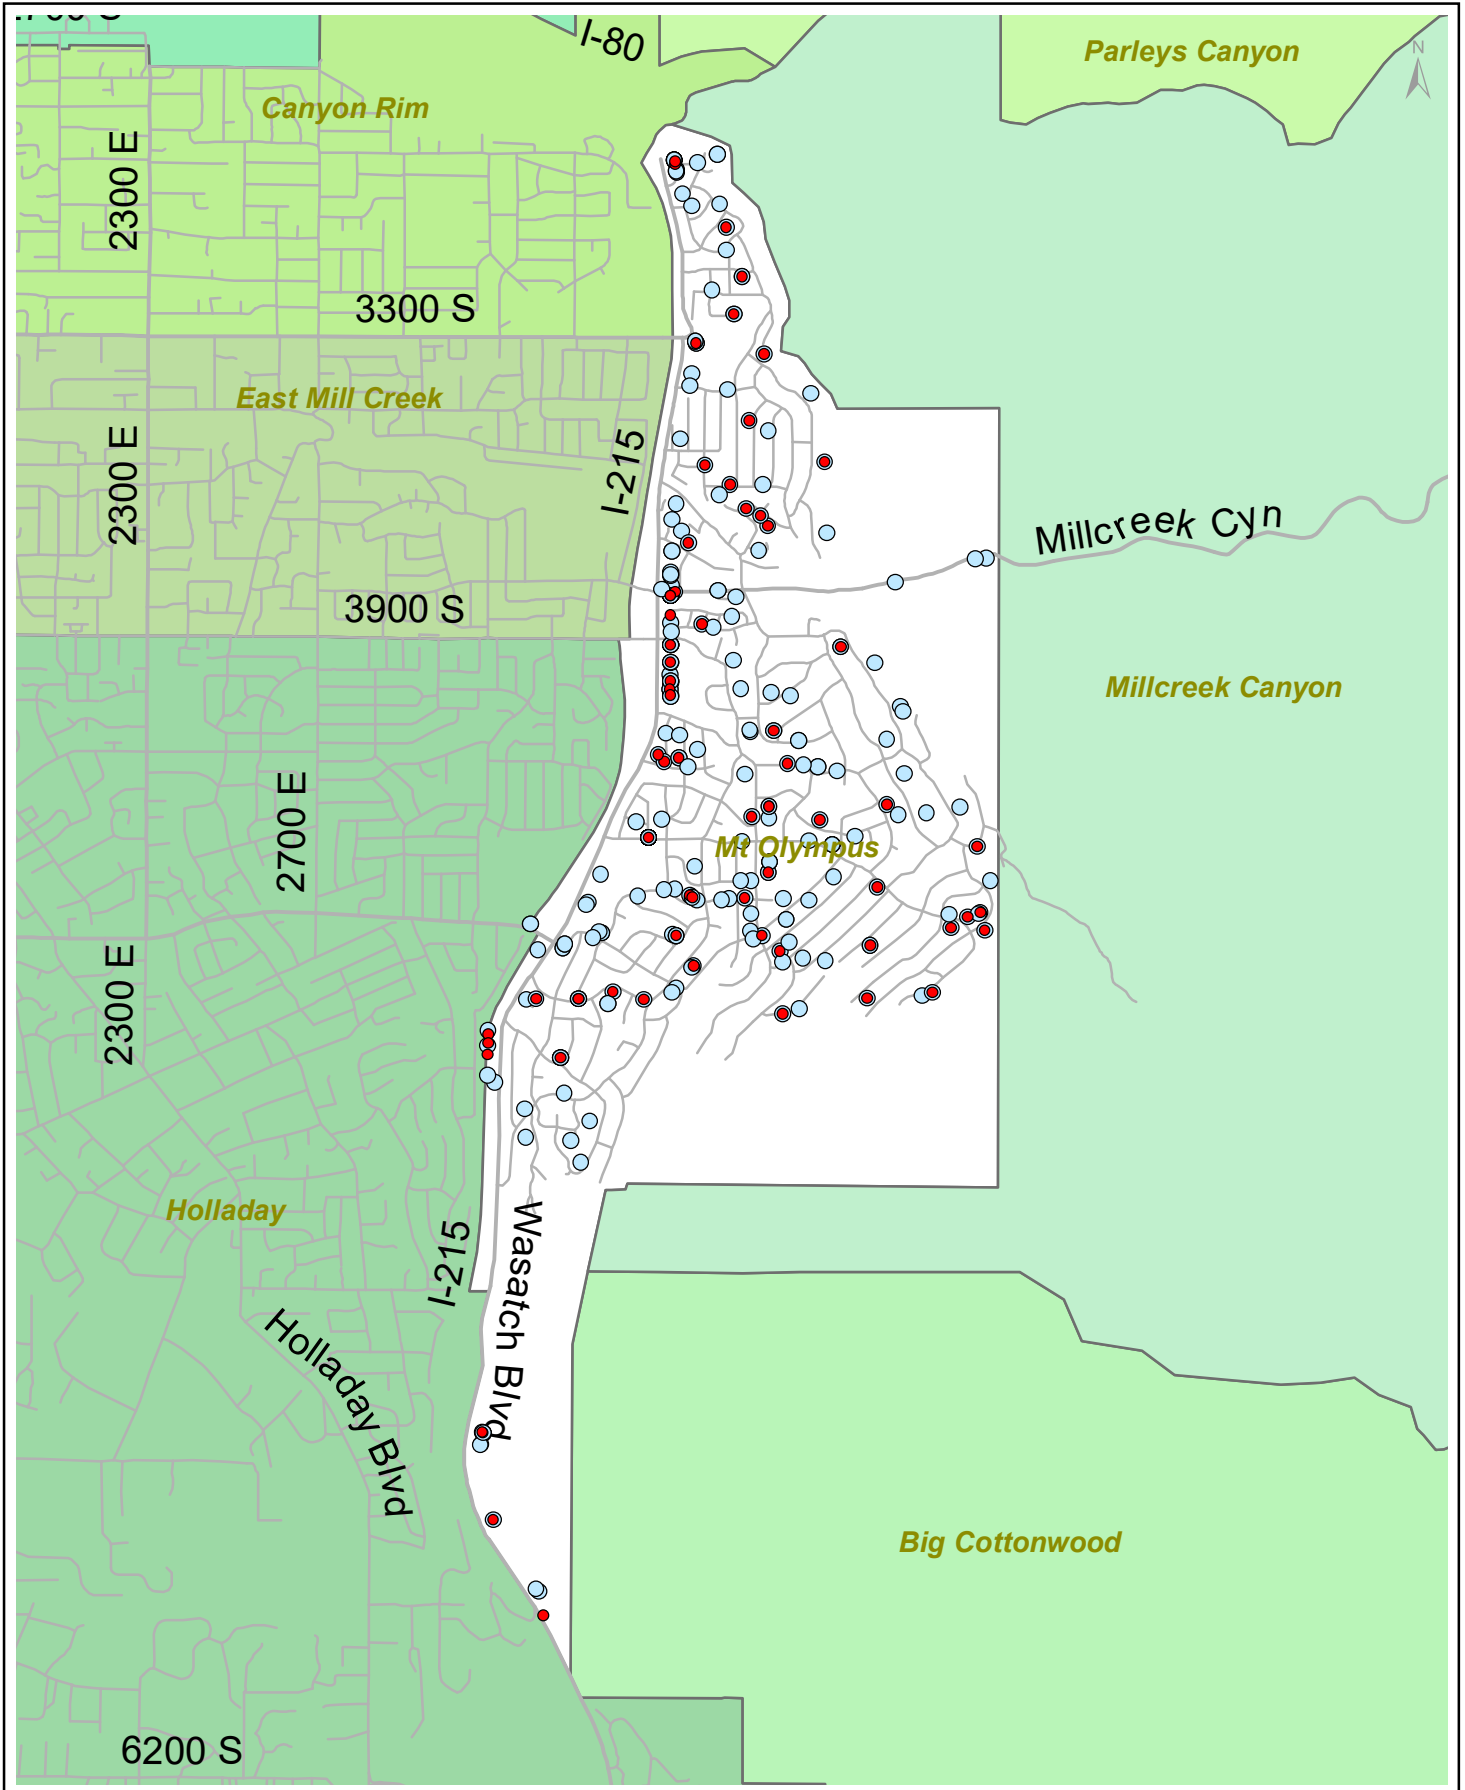 I-80
Parleys Canyon
N
Canyon Rim
2300 E
3300 S
East Mill Creek
I-215
2300 E
Millcreek Cyn
3900 S
Millcreek Canyon
2700 E
Mt Olympus
2300 E
Holladay
I-215
Wasatch Blvd
Holladay Blvd
Big Cottonwood
6200 S